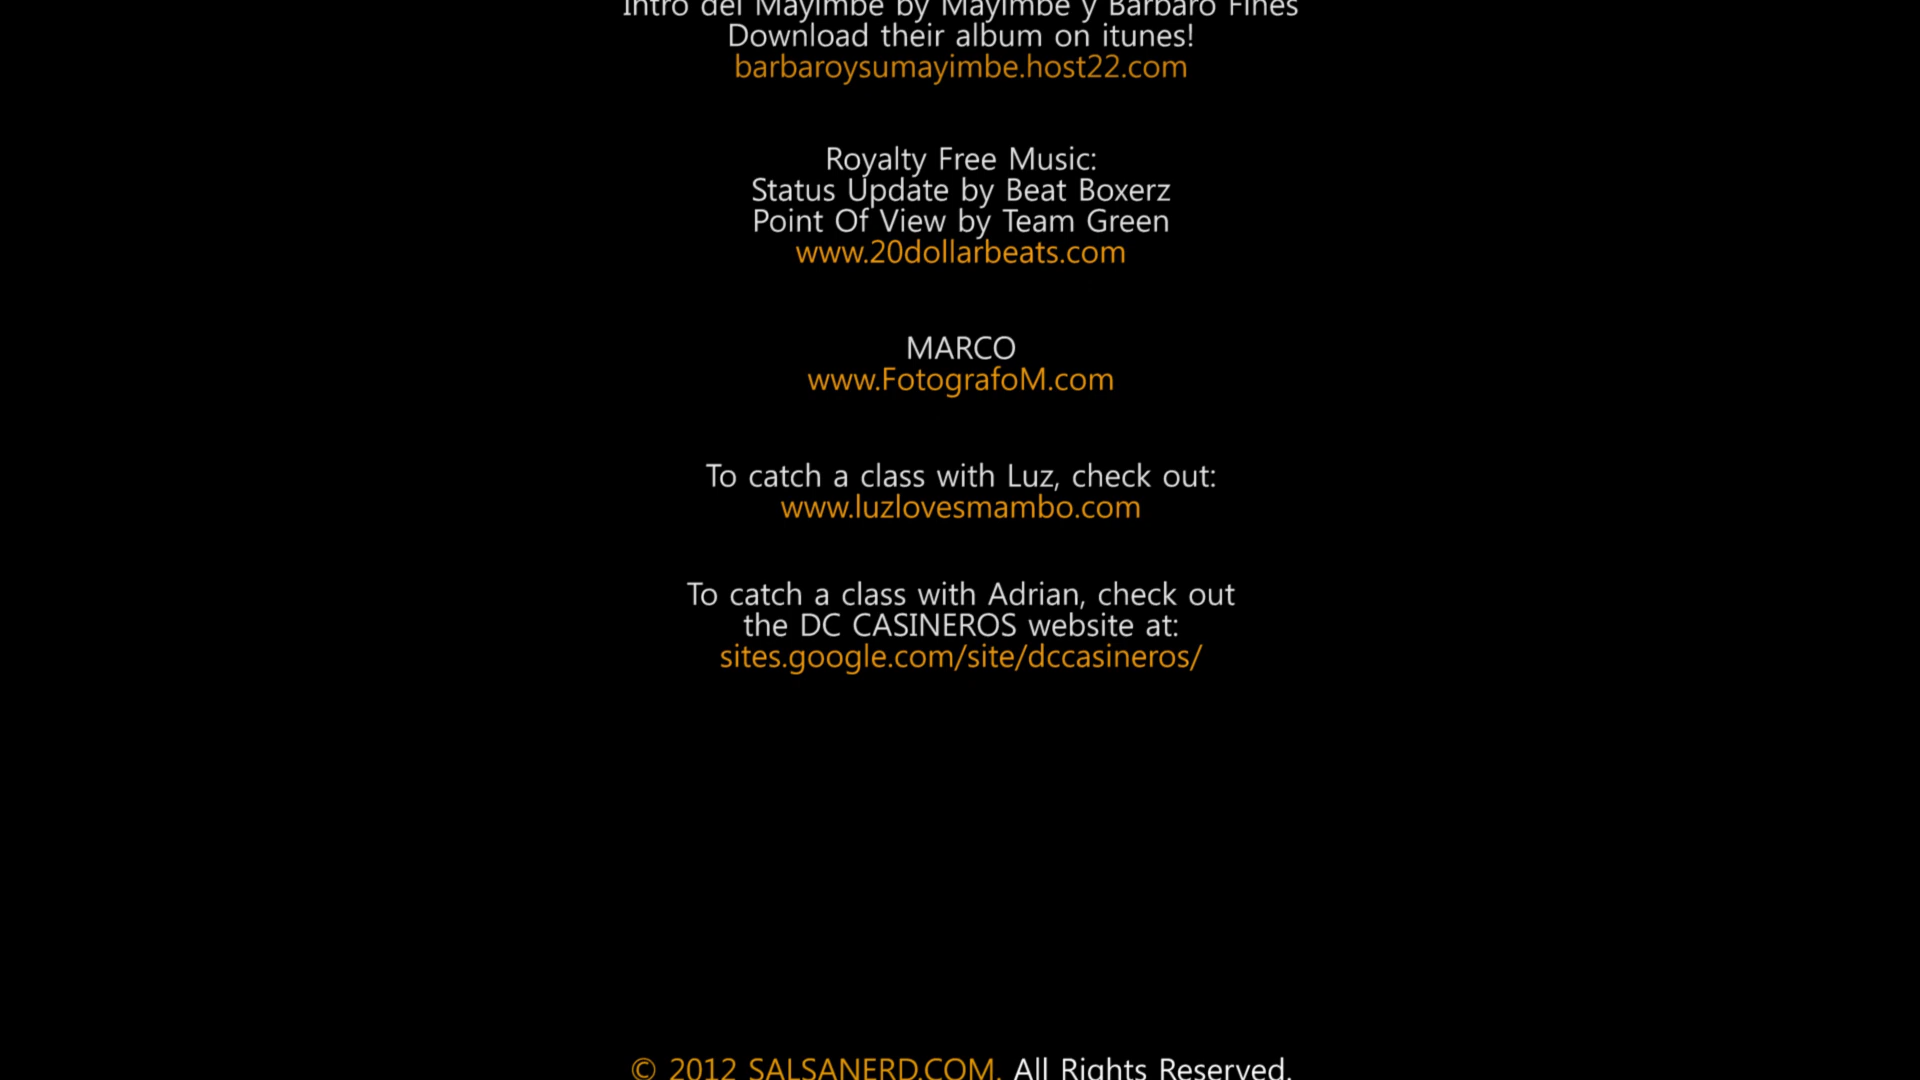 Intro del Mayimbe by Mayimbe y Barbaro Fines
Download their album on itunes!
barbaroysumayimbe.host22.com
Royalty Free Music:
Status Update by Beat Boxerz
Point Of View by Team Green
www.20dollarbeats.com
MARCO
www.FotografoM.com
To catch a class with Luz, check out:
www.luzlovesmambo.com
To catch a class with Adrian, check out
the DC CASINEROS website at:
sites.google.com/site/dccasineros/
© 2012 SALSANERD.COM. All Rights Reserved.